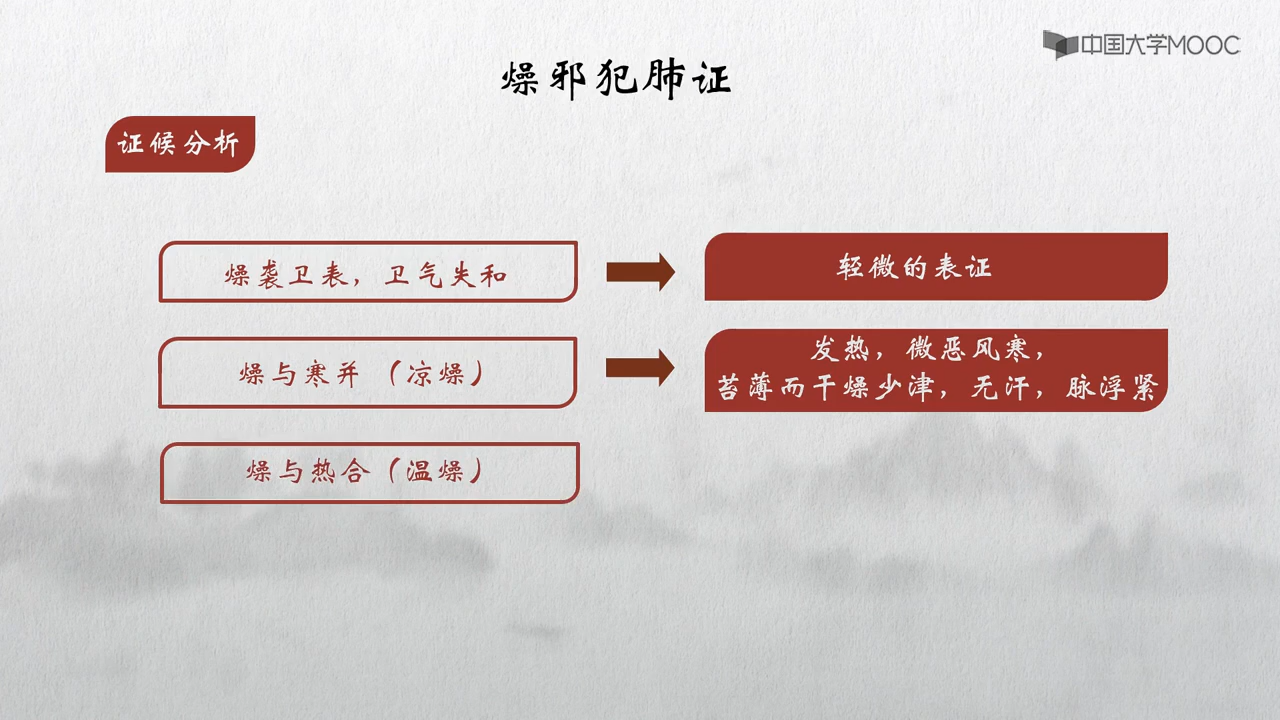 中国大学MOOC
燥邪犯肺证
证候分析
燥袭卫表，卫气失和
轻微的表证
燥与寒并（凉燥）
发热，微恶风寒，
苔薄而干燥少津，无汗，脉浮紧
燥与热合（温燥）